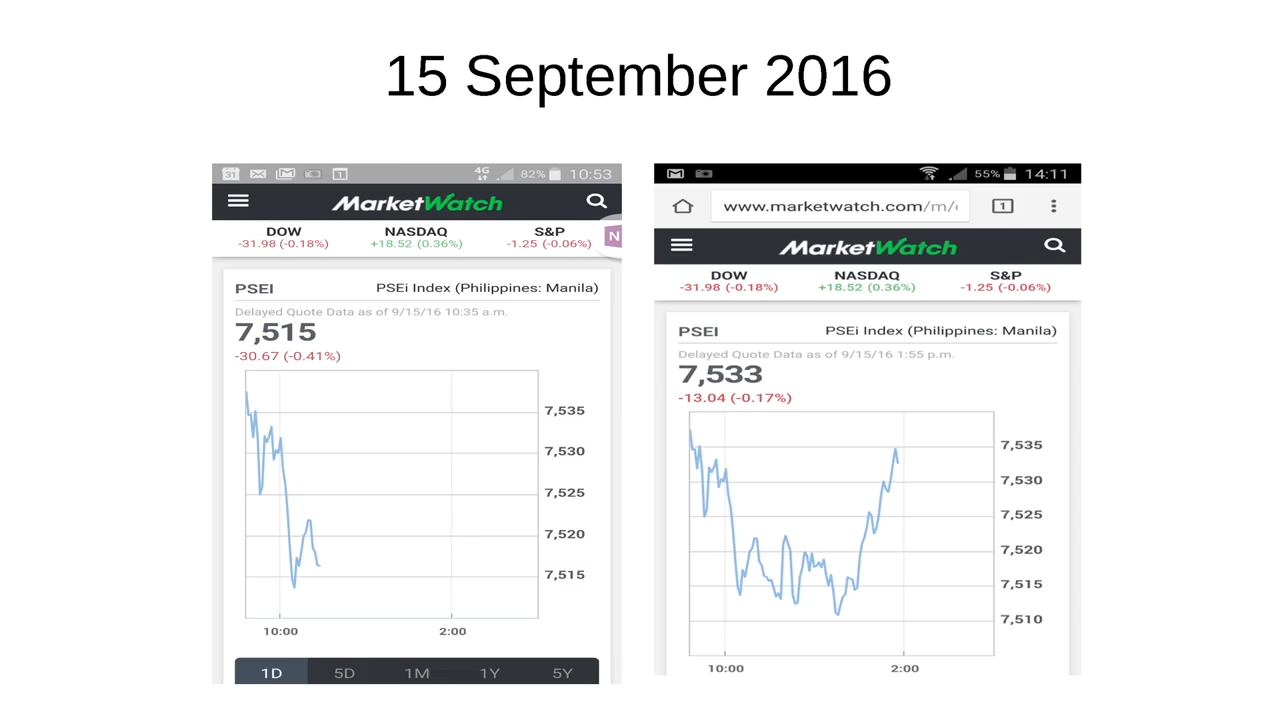 15 September 2016
31 1 4G 82% 10:53
MarketWatch
DOW NASDAQ S&P
-31.98 (-0.18%) +18.52 (0.36%) -1.25 (-0.06%)
N
PSEI PSEi Index (Philippines: Manila)
Delayed Quote Data as of 9/15/16 10:35 a.m.
7,515
-30.67 (-0.41%)
7,535
7,530
7,525
7,520
7,515
10:00 2:00
1D 5D 1M 1Y 5Y
55% 14:11
www.marketwatch.com/m/ 1
MarketWatch
DOW NASDAQ S&P
-31.98 (-0.18%) +18.52 (0.36%) -1.25 (-0.06%)
PSEI PSEi Index (Philippines: Manila)
Delayed Quote Data as of 9/15/16 1:55 p.m.
7,533
-13.04 (-0.17%)
7,535
7,530
7,525
7,520
7,515
7,510
10:00 2:00